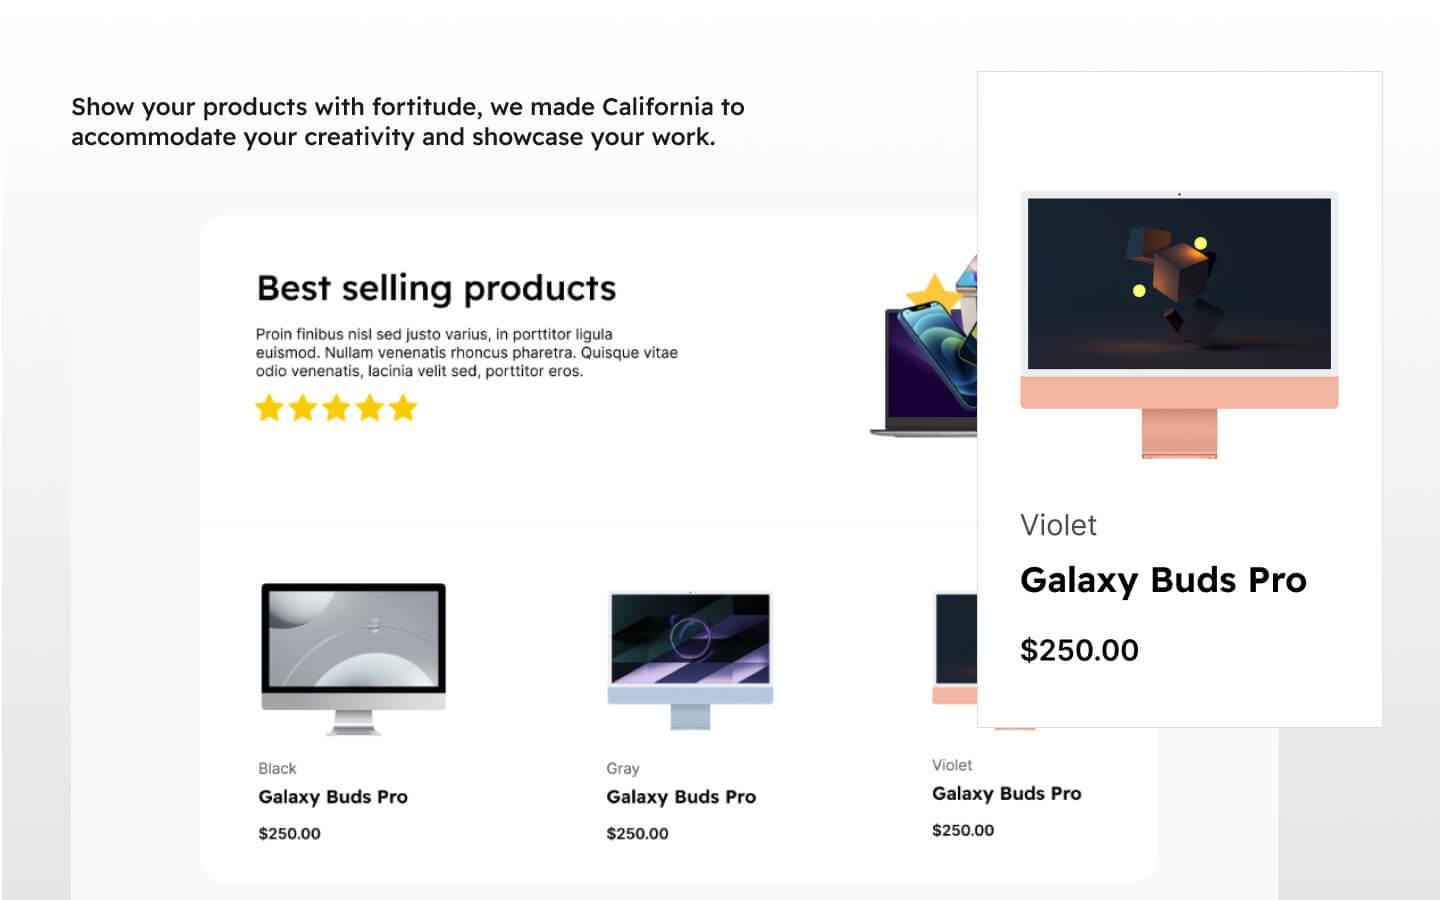 Show your products with fortitude, we made California to
accommodate your creativity and showcase your work.
Best selling products
Proin finibus nisl sed justo varius, in porttitor ligula
euismod. Nullam venenatis rhoncus pharetra. Quisque vitae
odio venenatis, lacinia velit sed, porttitor eros.
Black
Galaxy Buds Pro
$250.00
Gray
Galaxy Buds Pro
$250.00
Violet
Galaxy Buds Pro
$250.00
Violet
Galaxy Buds Pro
$250.00